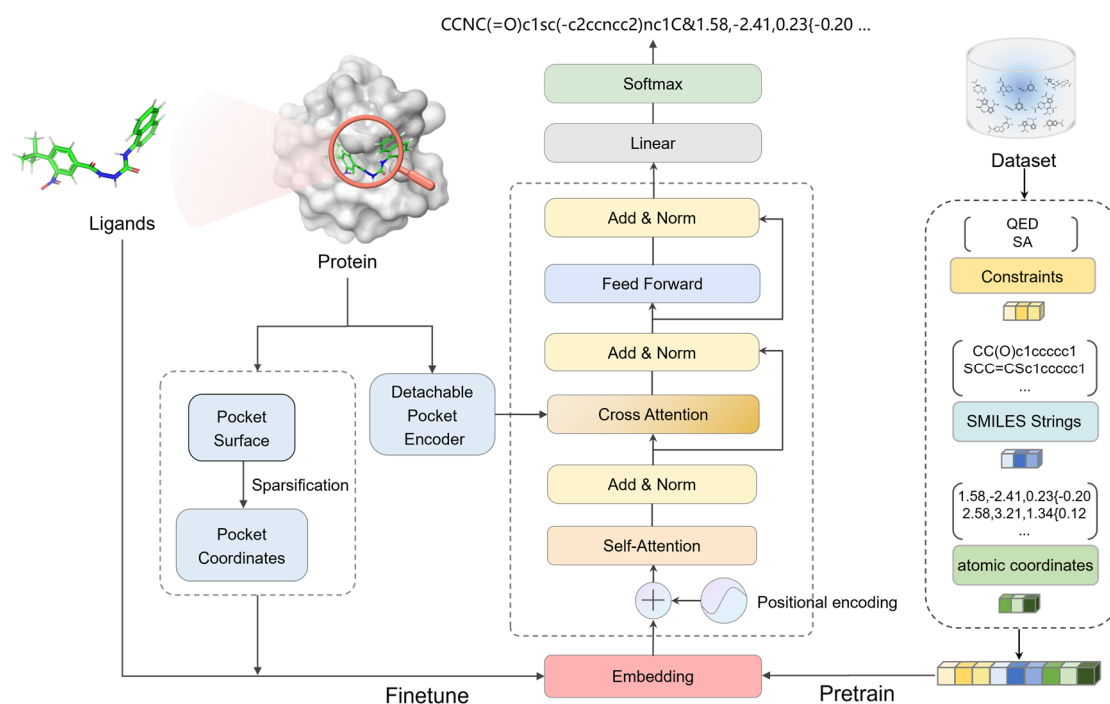 CCNC(=O)c1sc(-c2ccncc2)nc1C&1.58,-2.41,0.23{-0.20 ...
Softmax
Linear
Add & Norm
Feed Forward
Add & Norm
Cross Attention
Add & Norm
Self-Attention
Positional encoding
Embedding
Ligands
Protein
Pocket
Surface
Sparsification
Pocket
Coordinates
Detachable
Pocket
Encoder
Finetune
Pretrain
Dataset
QED
SA
Constraints
CC(O)c1ccccc1
SCC=CSc1ccccc1
...
SMILES Strings
1.58,-2.41,0.23{-0.20
2.58,3.21,1.34{0.12
...
atomic coordinates